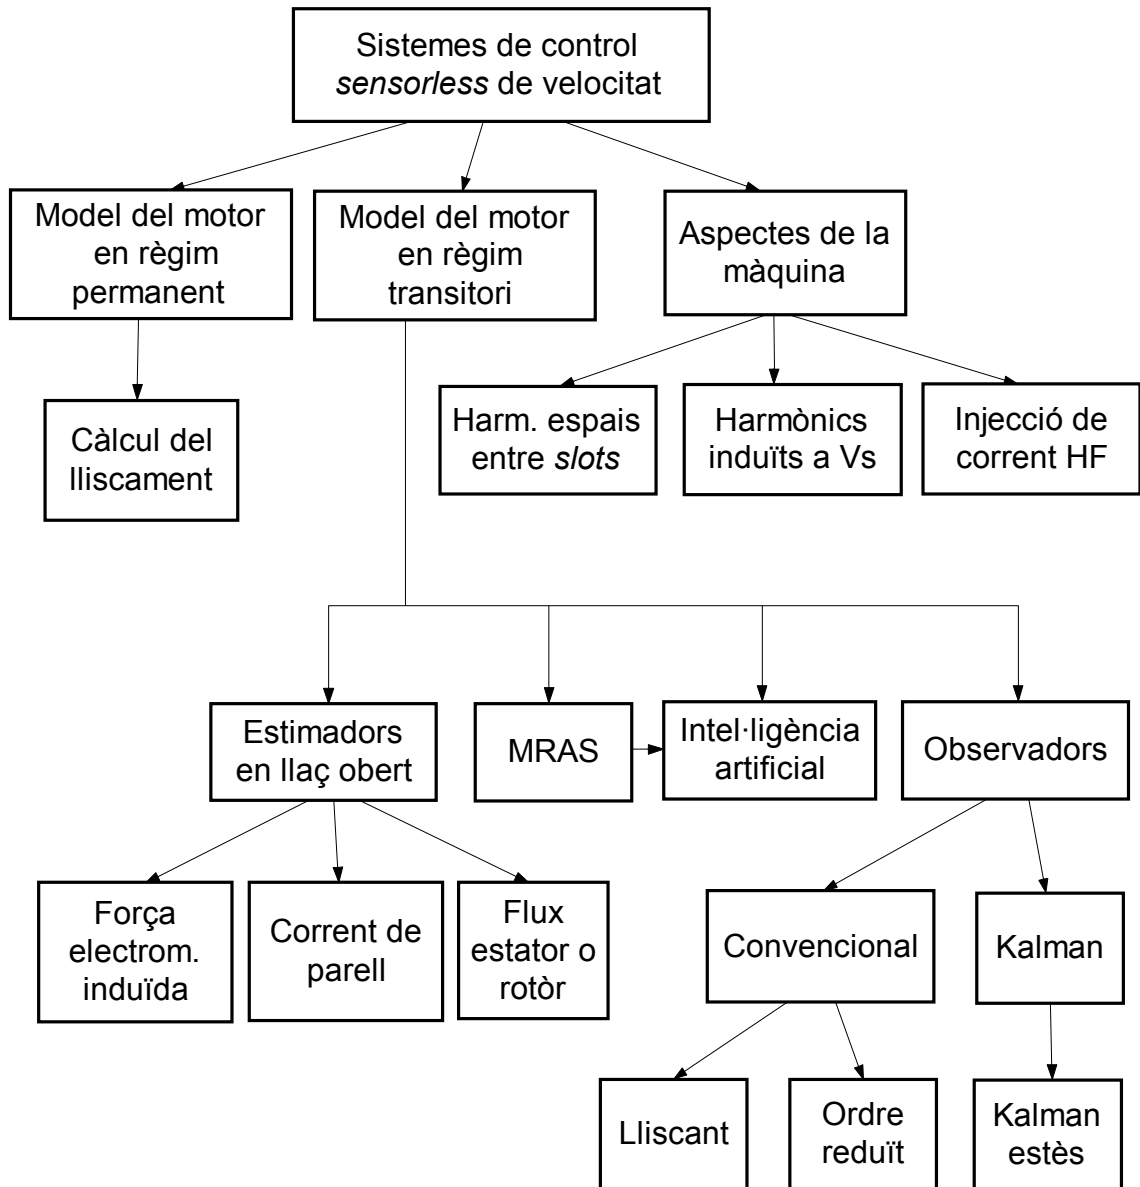 Sistemes de control
sensorless de velocitat
Model del motor
en règim
permanent
Model del motor
en règim
transitori
Aspectes de la
màquina
Càlcul del
lliscament
Harm. espais
entre slots
Harmònics
induïts a Vs
Injecció de
corrent HF
Estimadors
en llaç obert
MRAS
Intel·ligència
artificial
Observadors
Força
electrom.
induïda
Corrent de
parell
Flux
estator o
rotòr
Convencional
Kalman
Lliscant
Ordre
reduït
Kalman
estès